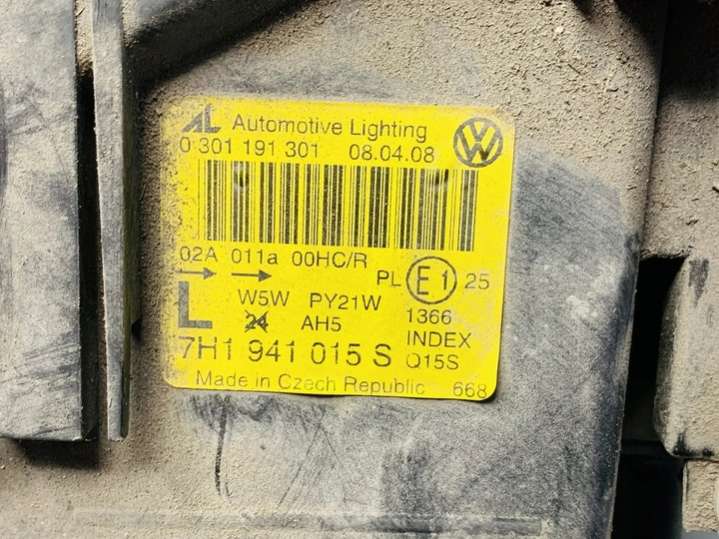 AL Automotive Lighting
0 301 191 301 08.04.08
02A 011a 00HC/R
PL E1 25
L W5W PY21W
24 AH5 1366
INDEX
7H1 941 015 S Q15S
Made in Czech Republic 668